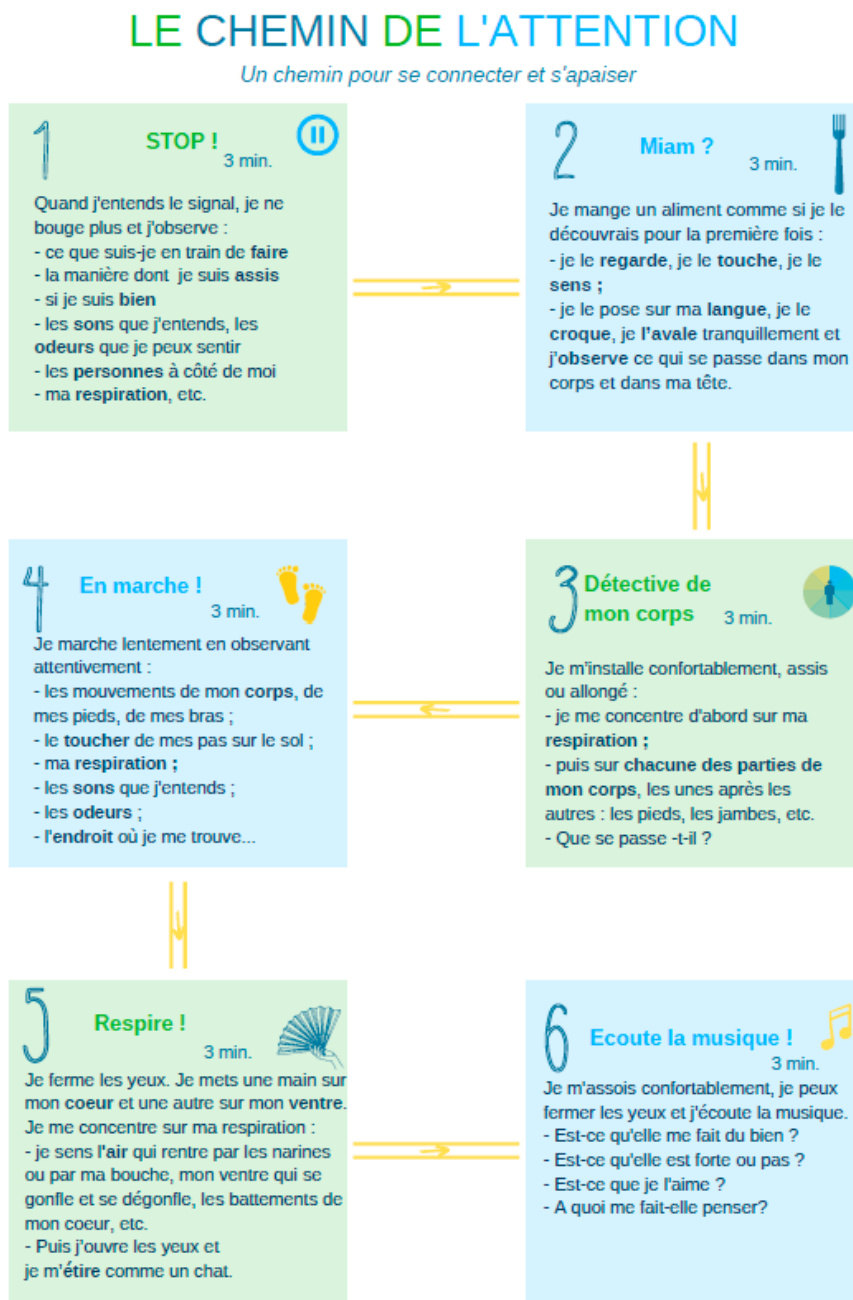 LE CHEMIN DE L'ATTENTION
Un chemin pour se connecter et s'apaiser
1
STOP !
3 min.
Quand j'entends le signal, je ne
bouge plus et j'observe :
- ce que suis-je en train de faire
- la manière dont je suis assis
- si je suis bien
- les sons que j'entends, les
odeurs que je peux sentir
- les personnes à côté de moi
- ma respiration, etc.
2
Miam ?
3 min.
Je mange un aliment comme si je le
découvrais pour la première fois :
- je le regarde, je le touche, je le
sens ;
- je le pose sur ma langue, je le
croque, je l'avale tranquillement et
j'observe ce qui se passe dans mon
corps et dans ma tête.
3
Détective de
mon corps
3 min.
Je m'installe confortablement, assis
ou allongé :
- je me concentre d'abord sur ma
respiration ;
- puis sur chacune des parties de
mon corps, les unes après les
autres : les pieds, les jambes, etc.
- Que se passe -t-il ?
4
En marche !
3 min.
Je marche lentement en observant
attentivement :
- les mouvements de mon corps, de
mes pieds, de mes bras ;
- le toucher de mes pas sur le sol ;
- ma respiration ;
- les sons que j'entends ;
- les odeurs ;
- l'endroit où je me trouve...
5
Respire !
3 min.
Je ferme les yeux. Je mets une main sur
mon coeur et une autre sur mon ventre.
Je me concentre sur ma respiration :
- je sens l'air qui rentre par les narines
ou par ma bouche, mon ventre qui se
gonfle et se dégonfle, les battements de
mon coeur, etc.
- Puis j'ouvre les yeux et
je m'étire comme un chat.
6
Ecoute la musique !
3 min.
Je m'assois confortablement, je peux
fermer les yeux et j'écoute la musique.
- Est-ce qu'elle me fait du bien ?
- Est-ce qu'elle est forte ou pas ?
- Est-ce que je l'aime ?
- A quoi me fait-elle penser?